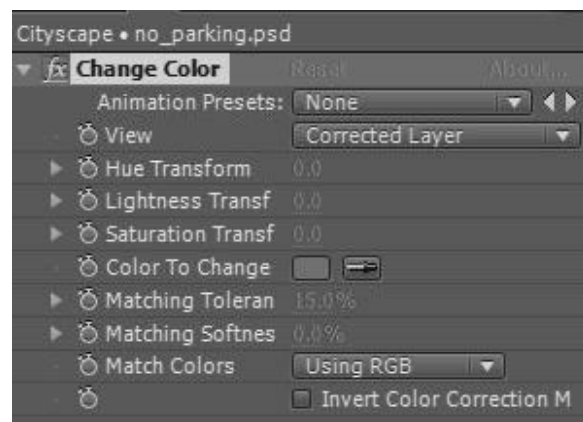 Cityscape • no_parking.psd
fx Change Color Reset About...
Animation Presets: None
View Corrected Layer
Hue Transform 0.0
Lightness Transf 0.0
Saturation Transf 0.0
Color To Change
Matching Toleran 15.0%
Matching Softnes 0.0%
Match Colors Using RGB
Invert Color Correction M